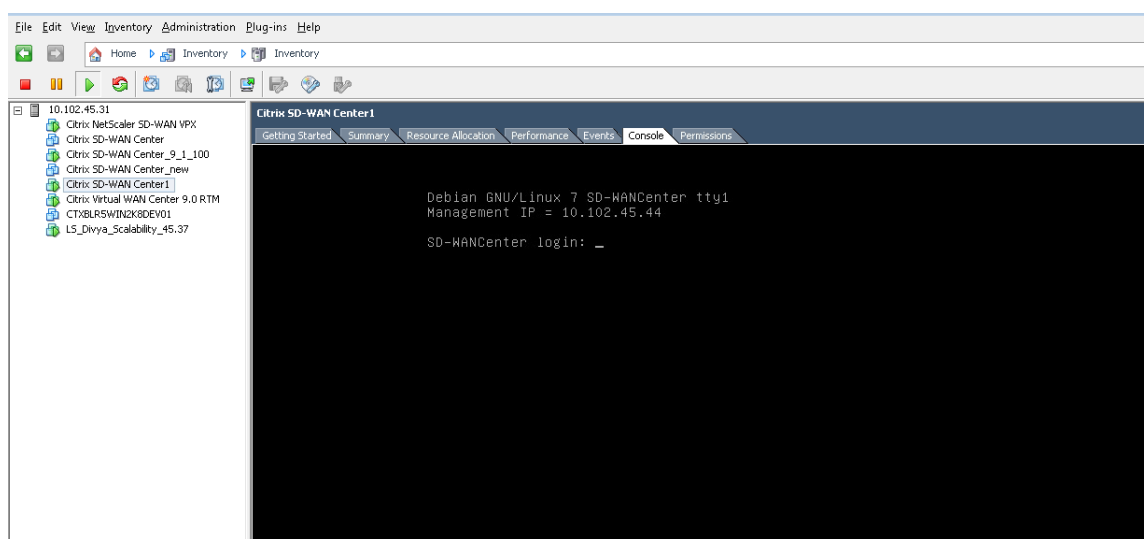 File Edit View Inventory Administration Plug-ins Help
Home Inventory Inventory
10.102.45.31
Citrix NetScaler SD-WAN VPX
Citrix SD-WAN Center
Citrix SD-WAN Center_9_1_100
Citrix SD-WAN Center_new
Citrix SD-WAN Center1
Citrix Virtual WAN Center 9.0 RTM
CTXBLR5WIN2K8DEV01
LS_Divya_Scalability_45.37
Citrix SD-WAN Center1
Getting Started Summary Resource Allocation Performance Events Console Permissions
Debian GNU/Linux 7 SD-WANCenter tty1
Management IP = 10.102.45.44
SD-WANCenter login: _